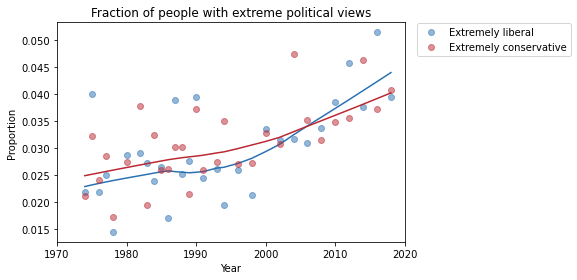 Fraction of people with extreme political views
Extremely liberal
Extremely conservative
Proportion
0.050
0.045
0.040
0.035
0.030
0.025
0.020
0.015
1970
1980
1990
2000
2010
2020
Year